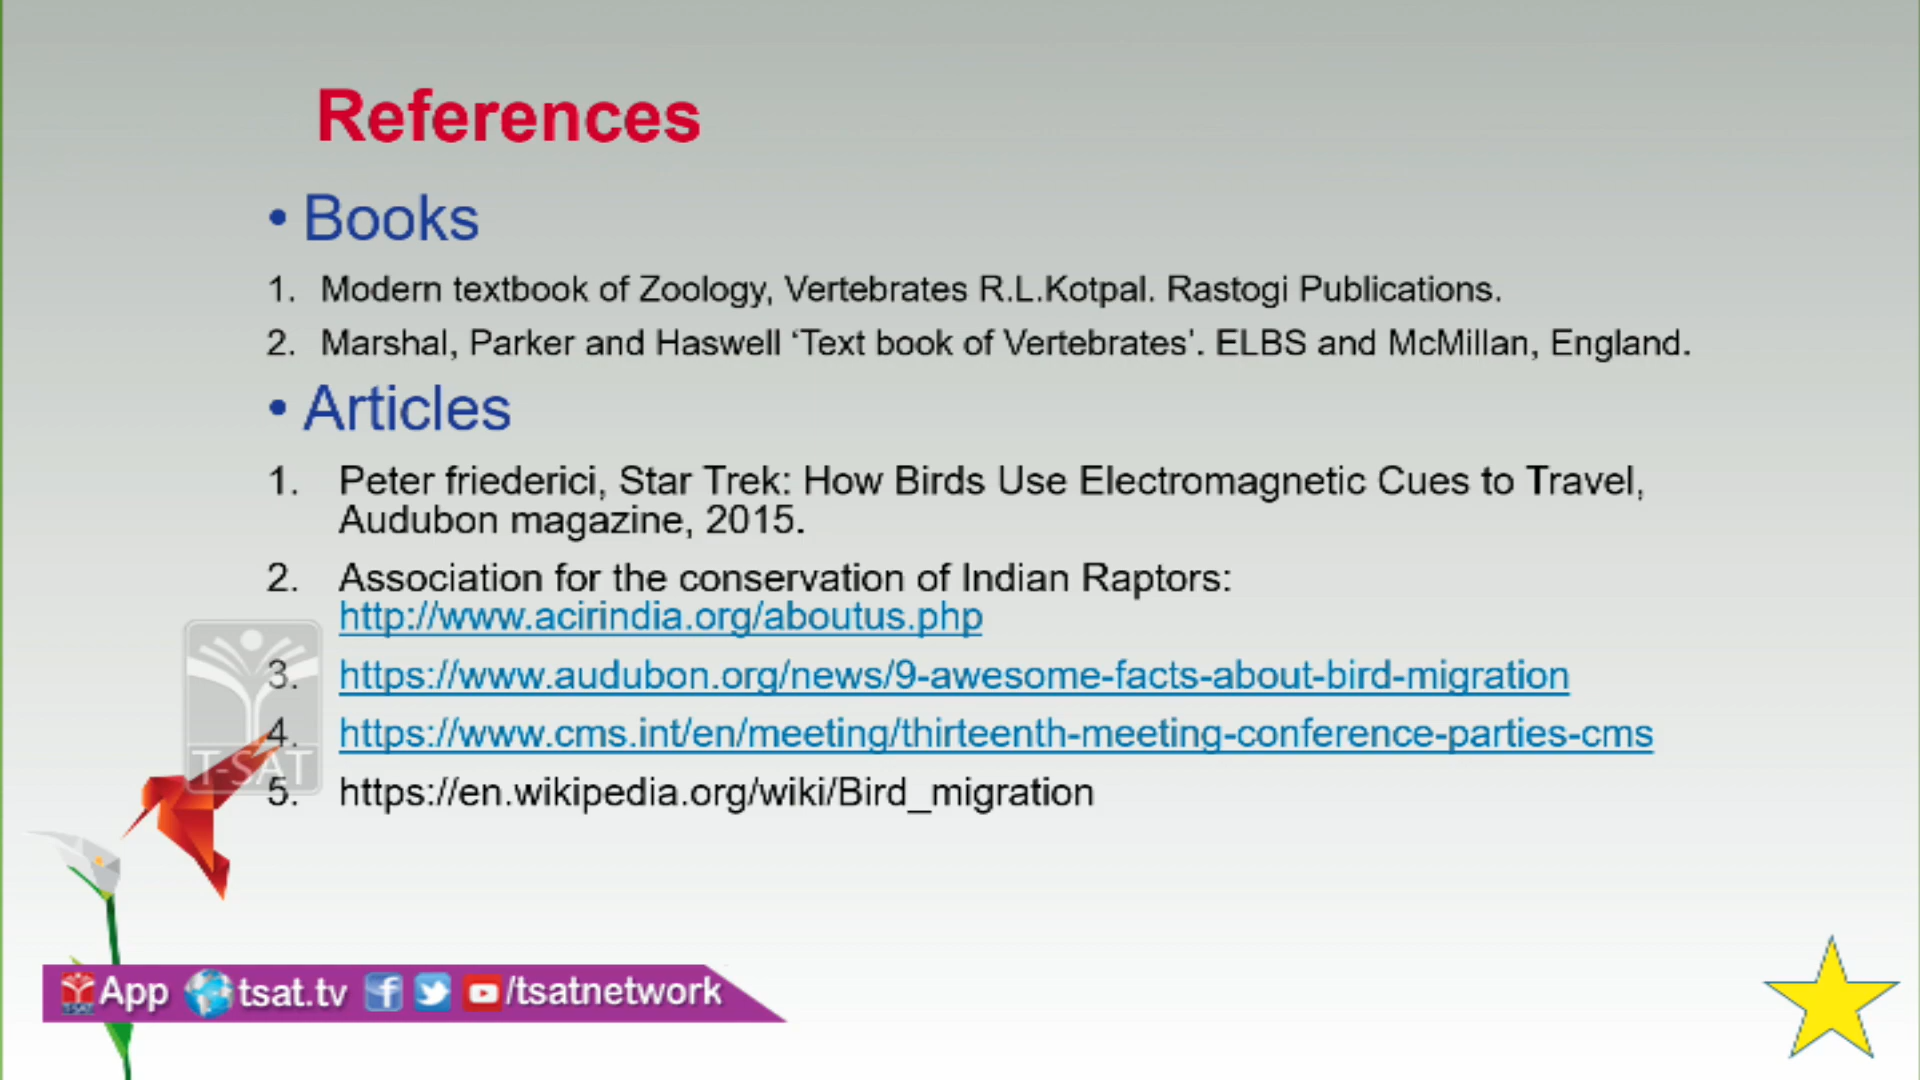 References
• Books
1. Modern textbook of Zoology, Vertebrates R.L.Kotpal. Rastogi Publications.
2. Marshal, Parker and Haswell ‘Text book of Vertebrates’. ELBS and McMillan, England.
• Articles
1. Peter friederici, Star Trek: How Birds Use Electromagnetic Cues to Travel,
Audubon magazine, 2015.
2. Association for the conservation of Indian Raptors:
http://www.acirindia.org/aboutus.php
3. https://www.audubon.org/news/9-awesome-facts-about-bird-migration
4. https://www.cms.int/en/meeting/thirteenth-meeting-conference-parties-cms
T-SAT
5. https://en.wikipedia.org/wiki/Bird_migration
T-SAT App tsat.tv /tsatnetwork